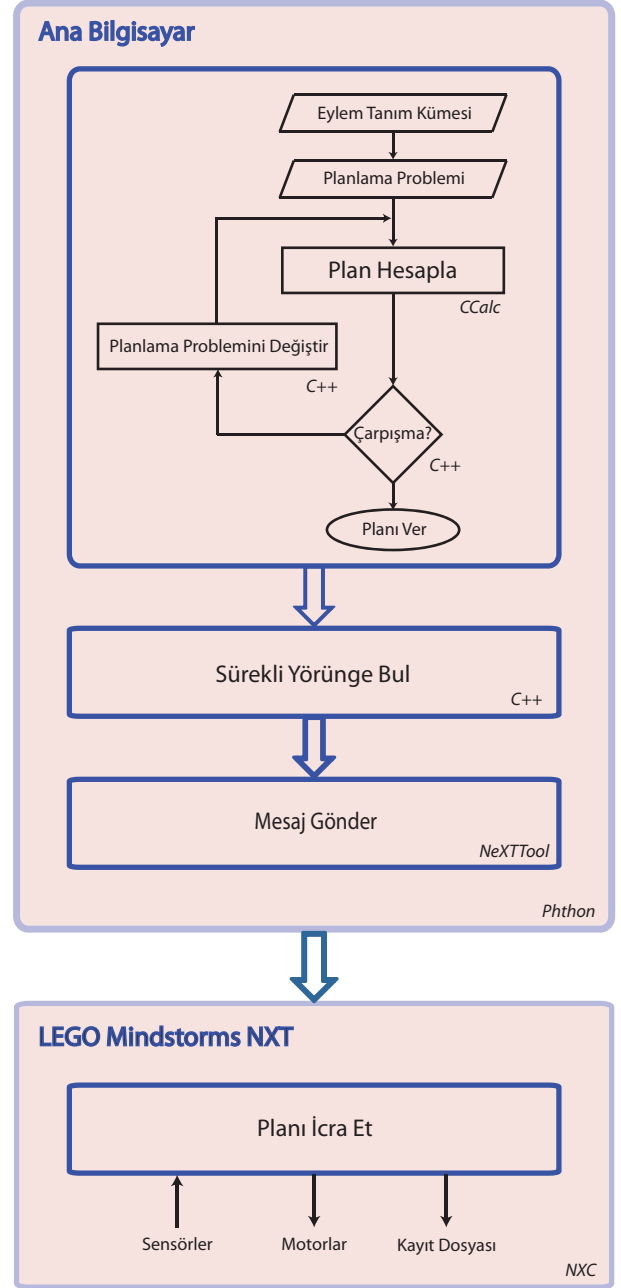 Ana Bilgisayar
Eylem Tanım Kümesi
Planlama Problemi
Plan Hesapla
CCalc
Planlama Problemini Değiştir
C++
Çarpışma?
C++
Planı Ver
Sürekli Yörünge Bul
C++
Mesaj Gönder
NeXTTool
Phthon
LEGO Mindstorms NXT
Planı İcra Et
Sensörler
Motorlar
Kayıt Dosyası
NXC